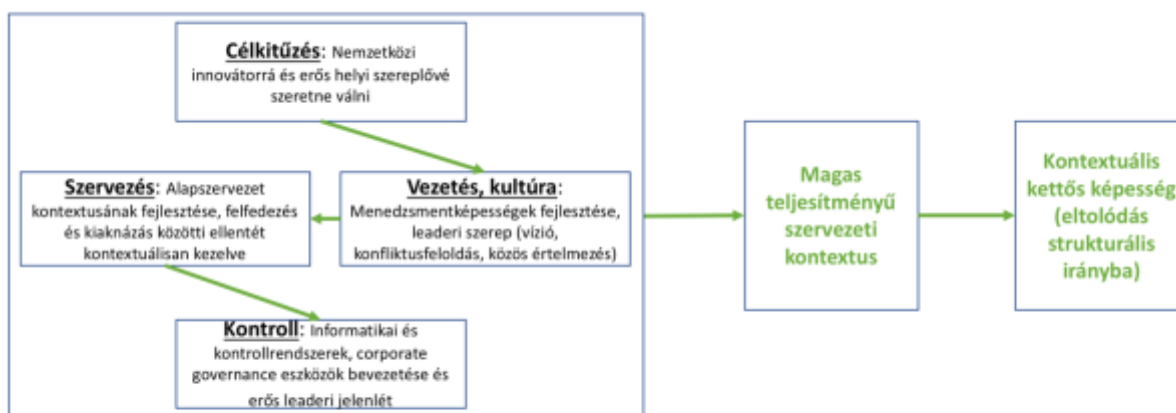 Célkitűzés: Nemzetközi
innovátorrá és erős helyi szereplővé
szeretne válni
Szervezés: Alapszervezet
kontextusának fejlesztése, felfedezés
és kiaknázás közötti ellentét
kontextuálisan kezelve
Vezetés, kultúra:
Menedzsmentképességek fejlesztése,
leaderi szerep (vízió,
konfliktusfeloldás, közös értelmezés)
Kontroll: Informatikai és
kontrollrendszerek, corporate
governance eszközök bevezetése és
erős leaderi jelenlét
Magas
teljesítményű
szervezeti
kontextus
Kontextuális
kettős képesség
(eltolódás
strukturális
irányba)